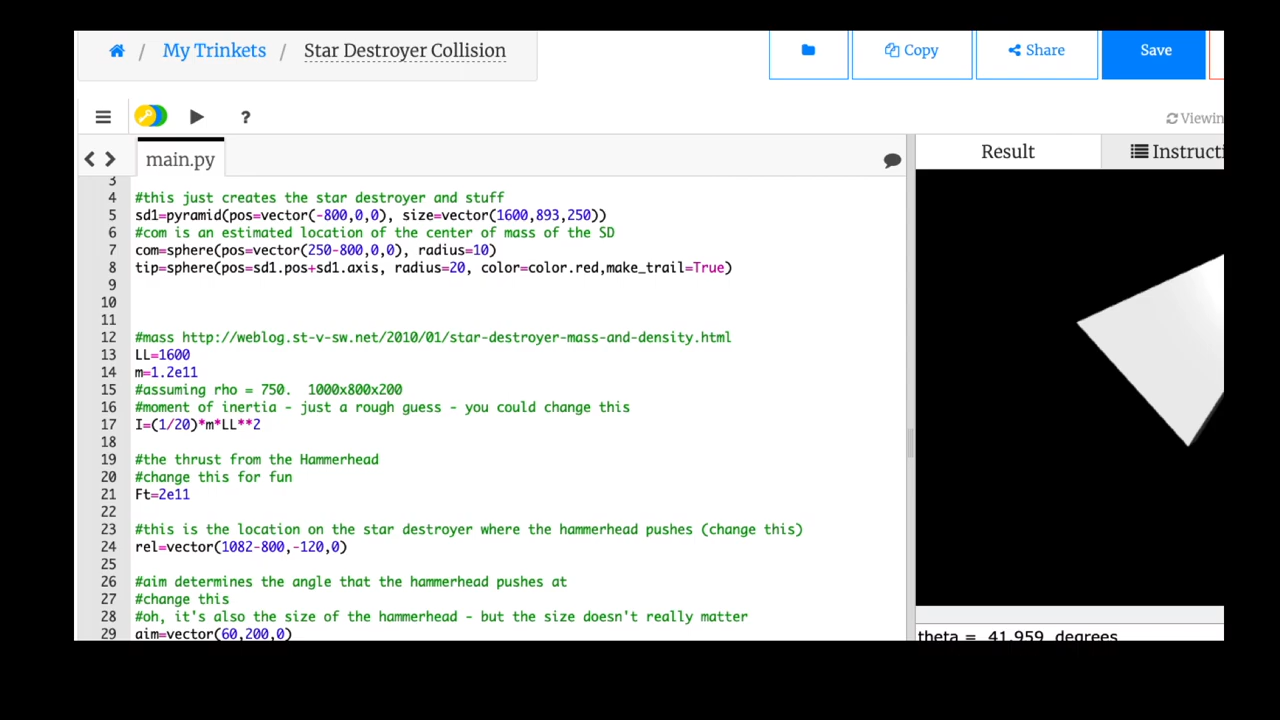 / My Trinkets / Star Destroyer Collision
Copy
Share
Save
?
Viewin
main.py
Result
Instructi
3
4 #this just creates the star destroyer and stuff
5 sd1=pyramid(pos=vector(-800,0,0), size=vector(1600,893,250))
6 #com is an estimated location of the center of mass of the SD
7 com=sphere(pos=vector(250-800,0,0), radius=10)
8 tip=sphere(pos=sd1.pos+sd1.axis, radius=20, color=color.red,make_trail=True)
9
10
11
12 #mass http://weblog.st-v-sw.net/2010/01/star-destroyer-mass-and-density.html
13 LL=1600
14 m=1.2e11
15 #assuming rho = 750.  1000x800x200
16 #moment of inertia - just a rough guess - you could change this
17 I=(1/20)*m*LL**2
18
19 #the thrust from the Hammerhead
20 #change this for fun
21 Ft=2e11
22
23 #this is the location on the star destroyer where the hammerhead pushes (change this)
24 rel=vector(1082-800,-120,0)
25
26 #aim determines the angle that the hammerhead pushes at
27 #change this
28 #oh, it's also the size of the hammerhead - but the size doesn't really matter
29 aim=vector(60,200,0)
theta = 41.959 degrees